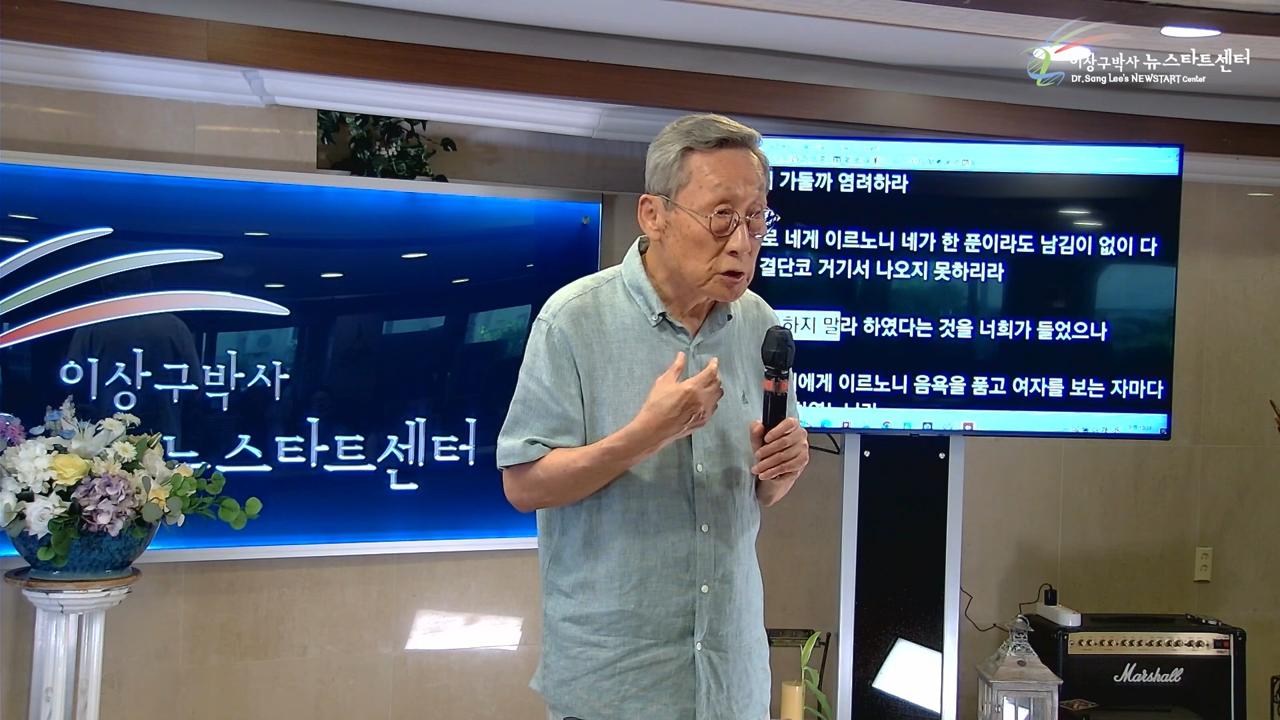 이상구박사 뉴스타트센터
Dr. Sang Lee's NEWSTART Center
가둘까 염려하라
로 네게 이르노니 네가 한 푼이라도 남김이 없이 다
결단코 거기서 나오지 못하리라
하지 말라 하였다는 것을 너희가 들었으나
에게 이르노니 음욕을 품고 여자를 보는 자마다
이상구박사
뉴스타트센터
Marshall